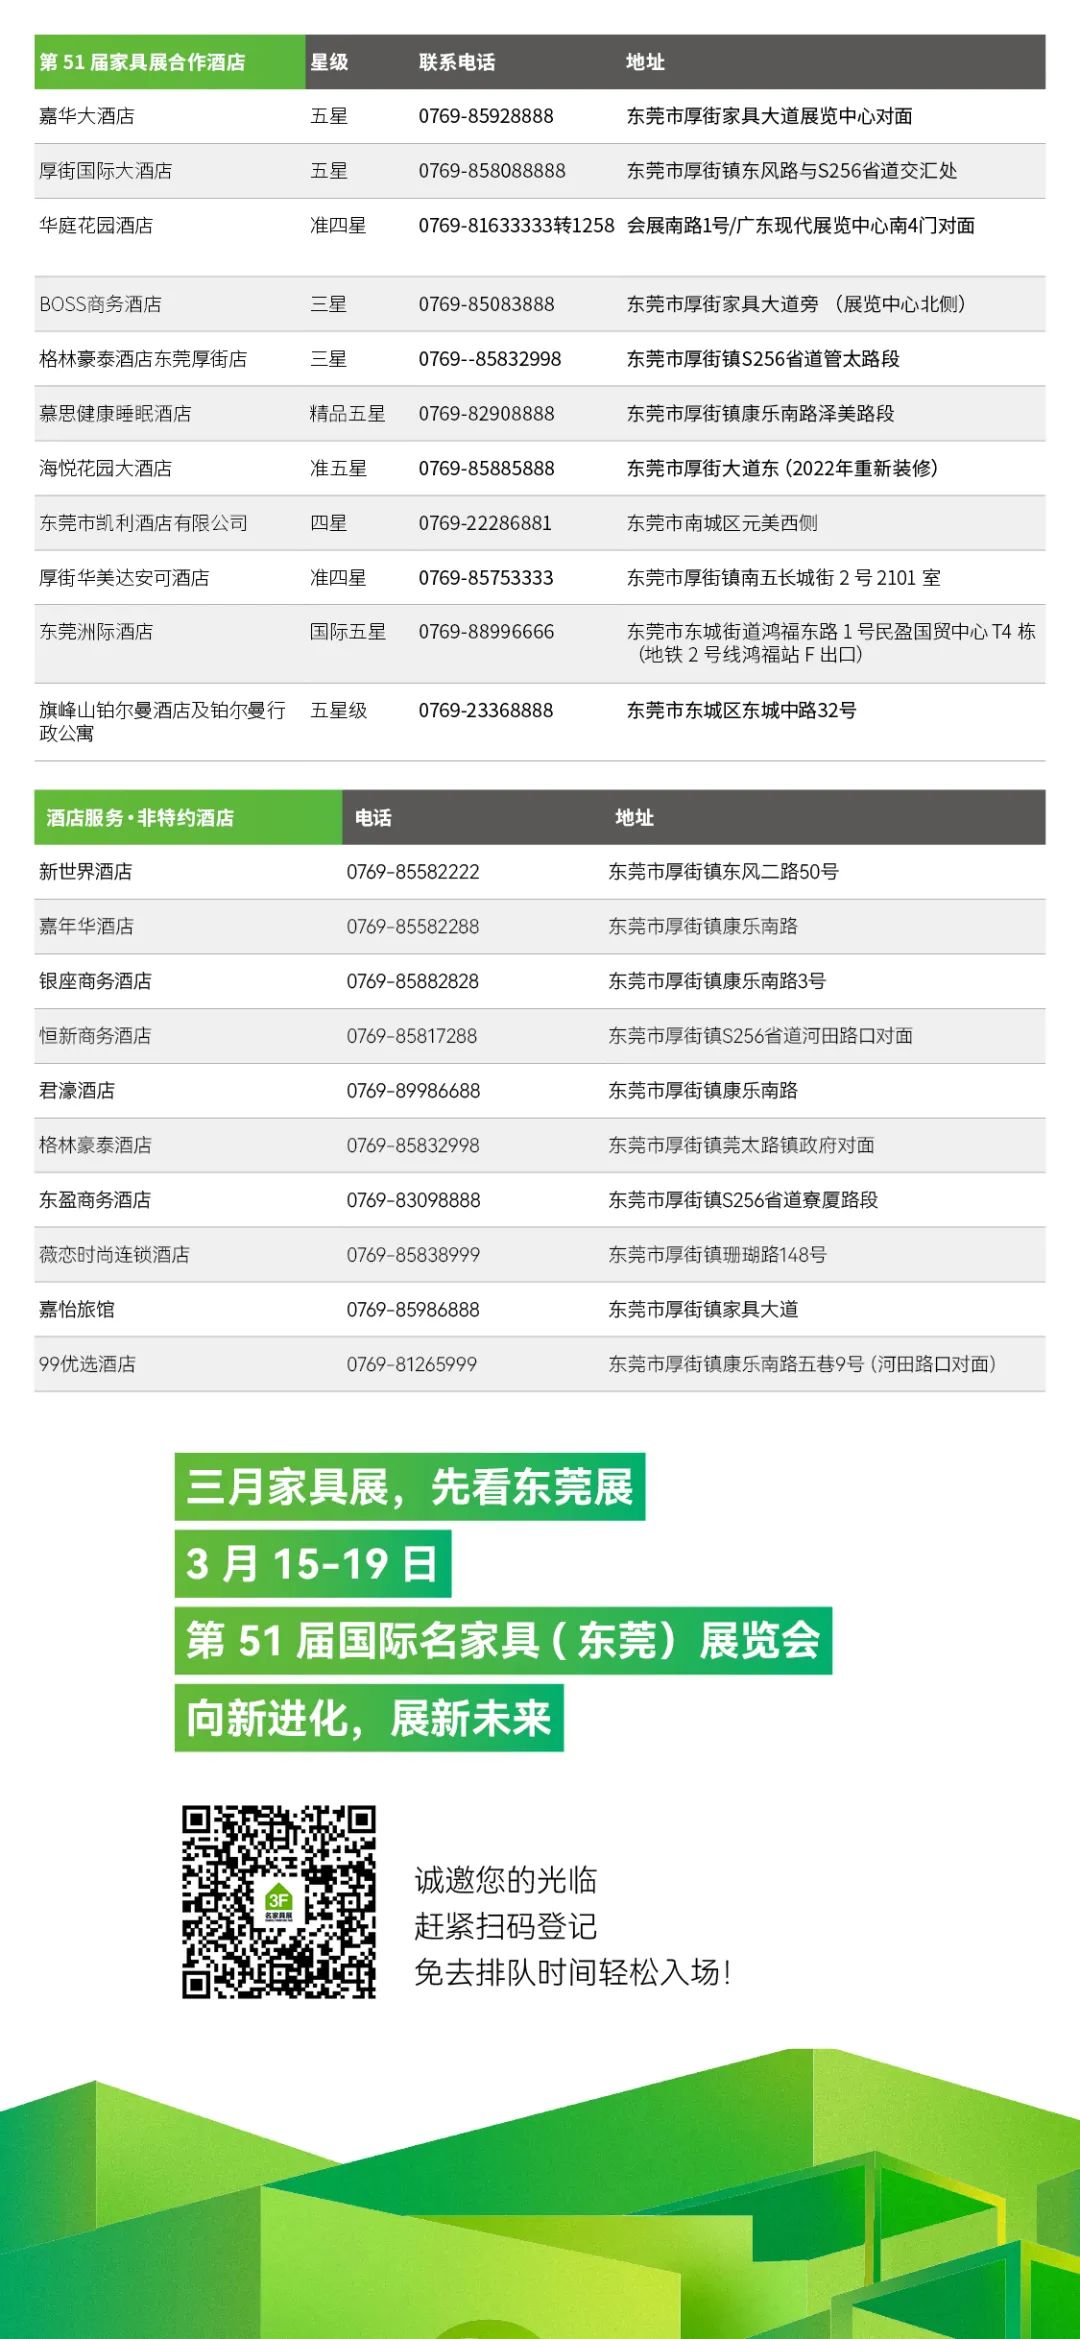 第 51 届家具展合作酒店 星级 联系电话 地址
嘉华大酒店 五星 0769-85928888 东莞市厚街家具大道展览中心对面
厚街国际大酒店 五星 0769-858088888 东莞市厚街镇东风路与S256省道交汇处
华庭花园酒店 准四星 0769-81633333转1258 会展南路1号/广东现代展览中心南4门对面
BOSS商务酒店 三星 0769-85083888 东莞市厚街家具大道旁 （展览中心北侧）
格林豪泰酒店东莞厚街店 三星 0769--85832998 东莞市厚街镇S256省道管太路段
慕思健康睡眠酒店 精品五星 0769-82908888 东莞市厚街镇康乐南路泽美路段
海悦花园大酒店 准五星 0769-85885888 东莞市厚街大道东（2022年重新装修）
东莞市凯利酒店有限公司 四星 0769-22286881 东莞市南城区元美西侧
厚街华美达安可酒店 准四星 0769-85753333 东莞市厚街镇南五长城街 2 号 2101 室
东莞洲际酒店 国际五星 0769-88996666 东莞市东城街道鸿福东路 1 号民盈国贸中心 T4 栋
（地铁 2 号线鸿福站 F 出口）
旗峰山铂尔曼酒店及铂尔曼行 五星级 0769-23368888 东莞市东城区东城中路32号
政公寓
酒店服务·非特约酒店 电话 地址
新世界酒店 0769-85582222 东莞市厚街镇东风二路50号
嘉年华酒店 0769-85582288 东莞市厚街镇康乐南路
银座商务酒店 0769-85882828 东莞市厚街镇康乐南路3号
恒新商务酒店 0769-85817288 东莞市厚街镇S256省道河田路口对面
君濠酒店 0769-89986688 东莞市厚街镇康乐南路
格林豪泰酒店 0769-85832998 东莞市厚街镇莞太路镇政府对面
东盈商务酒店 0769-83098888 东莞市厚街镇S256省道寮厦路段
薇恋时尚连锁酒店 0769-85838999 东莞市厚街镇珊瑚路148号
嘉怡旅馆 0769-85986888 东莞市厚街镇家具大道
99优选酒店 0769-81265999 东莞市厚街镇康乐南路五巷9号（河田路口对面）
三月家具展，先看东莞展
3 月 15-19 日
第 51 届国际名家具（东莞）展览会
向新进化，展新未来
3F
名家具展
诚邀您的光临
赶紧扫码登记
免去排队时间轻松入场！